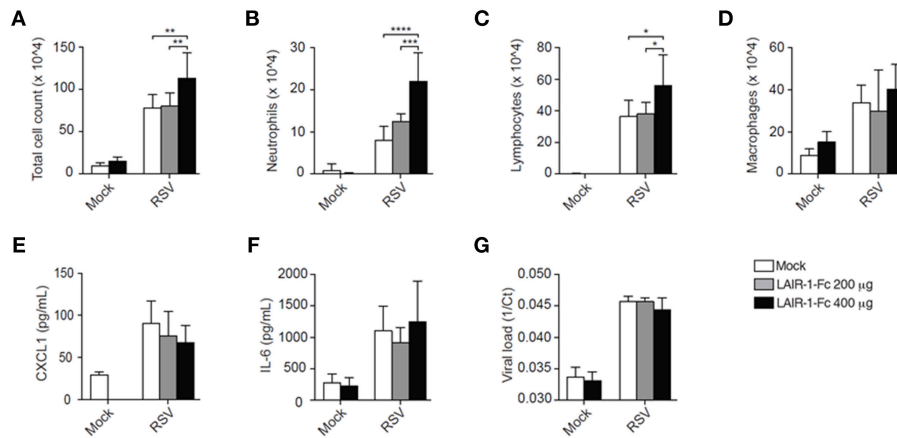 A
Total cell count (x 10^4)
150
100
50
0
** 
**
Mock
RSV
B
Neutrophils (x 10^4)
30
20
10
0
****
***
Mock
RSV
C
Lymphocytes (x 10^4)
80
60
40
20
0
*
*
Mock
RSV
D
Macrophages (x 10^4)
60
40
20
0
Mock
RSV
E
CXCL1 (pg/mL)
150
100
50
0
Mock
RSV
F
IL-6 (pg/mL)
2000
1500
1000
500
0
Mock
RSV
G
Viral load (1/Ct)
0.050
0.045
0.040
0.035
0.030
Mock
RSV
Mock
LAIR-1-Fc 200 µg
LAIR-1-Fc 400 µg